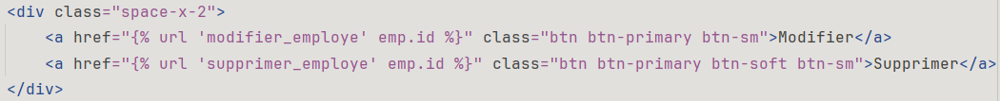 <div class="space-x-2">
    <a href="{% url 'modifier_employe' emp.id %}" class="btn btn-primary btn-sm">Modifier</a>
    <a href="{% url 'supprimer_employe' emp.id %}" class="btn btn-primary btn-soft btn-sm">Supprimer</a>
</div>